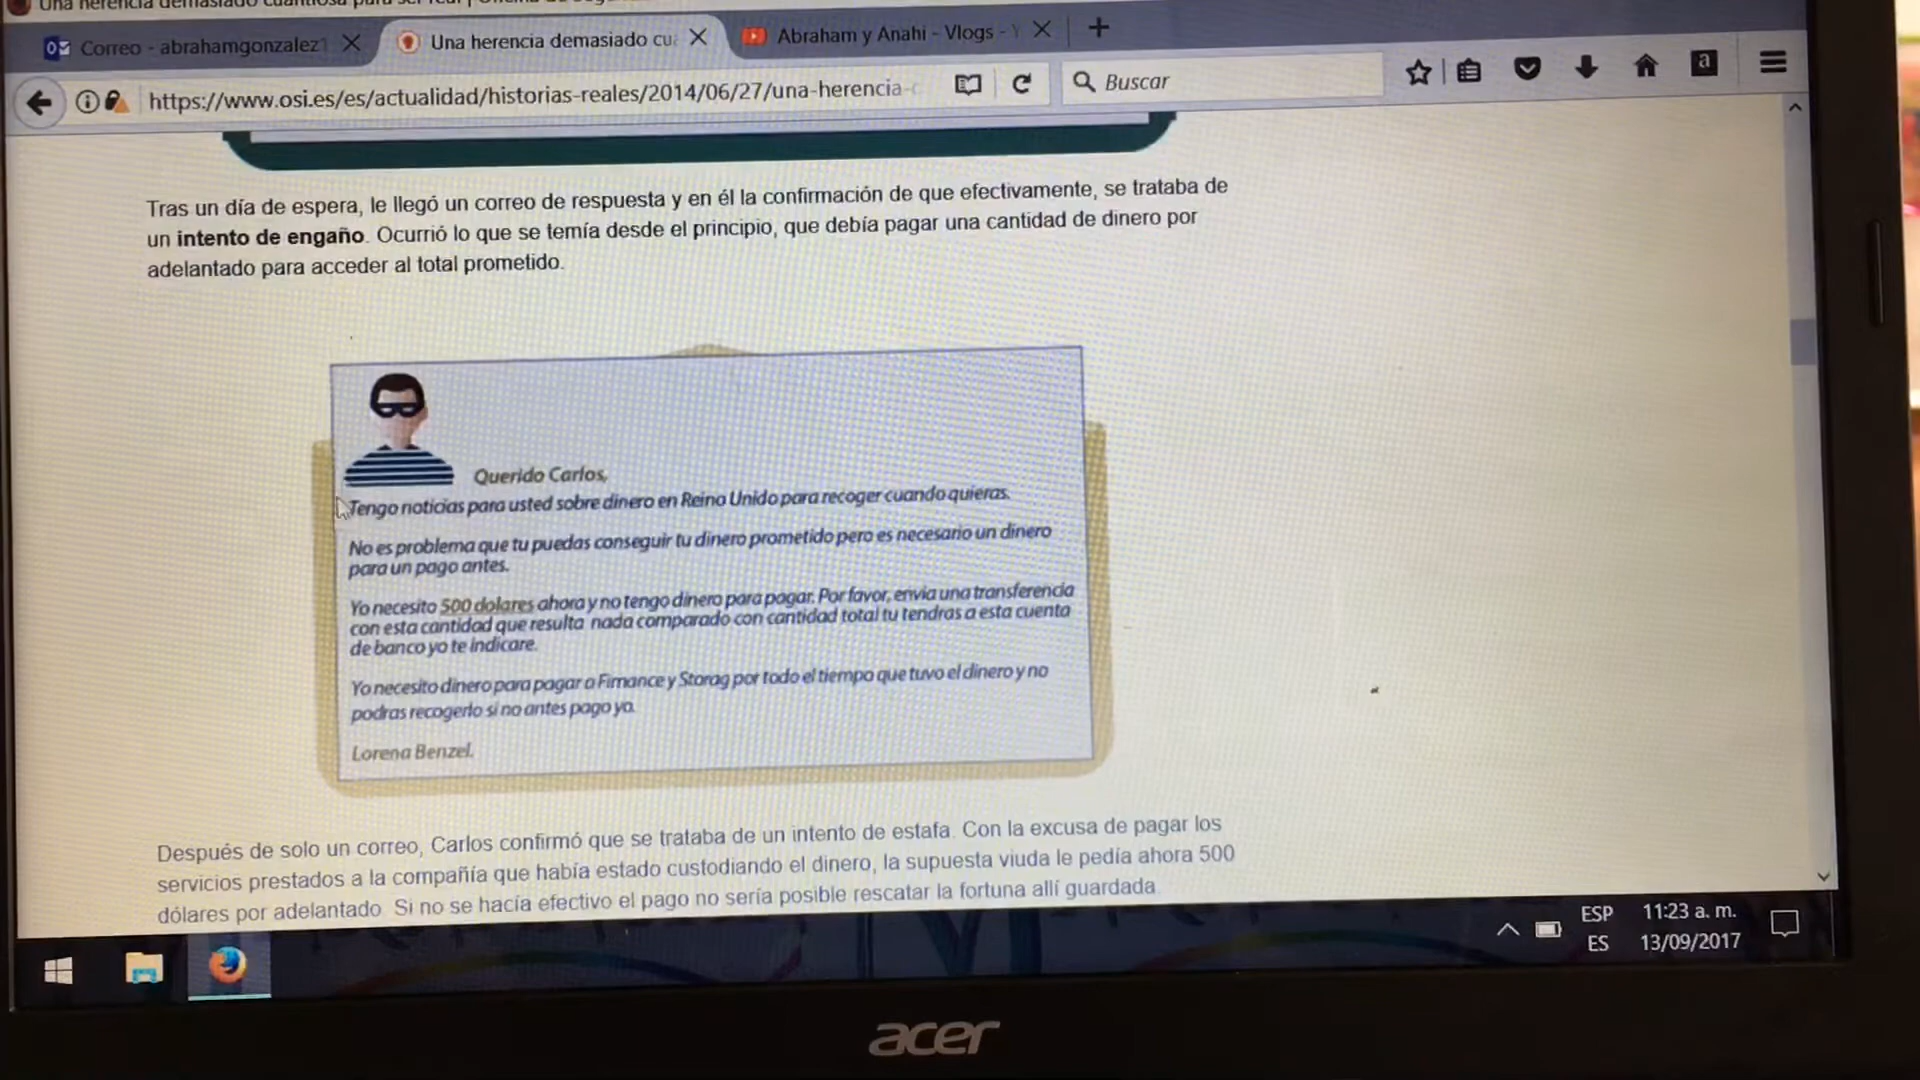 Una herencia demasiado cuantiosa para ser real | Oficina de
Correo - abrahamgonzalez
Una herencia demasiado cu
Abraham y Anahi - Vlogs - Y
https://www.osi.es/es/actualidad/historias-reales/2014/06/27/una-herencia-
Buscar
Tras un día de espera, le llegó un correo de respuesta y en él la confirmación de que efectivamente, se trataba de
un intento de engaño. Ocurrió lo que se temía desde el principio, que debía pagar una cantidad de dinero por
adelantado para acceder al total prometido.
Querido Carlos,
Tengo noticias para usted sobre dinero en Reino Unido para recoger cuando quieras.
No es problema que tu puedas conseguir tu dinero prometido pero es necesario un dinero
para un pago antes.
Yo necesito 500 dolares ahora y no tengo dinero para pagar. Por favor, envia una transferencia
con esta cantidad que resulta nada comparado con cantidad total tu tendras a esta cuenta
de banco yo te indicare.
Yo necesito dinero para pagar a Firnance y Storag por todo el tiempo que tuvo el dinero y no
podras recogerlo si no antes pago yo.
Lorena Benzel.
Después de solo un correo, Carlos confirmó que se trataba de un intento de estafa. Con la excusa de pagar los
servicios prestados a la compañía que había estado custodiando el dinero, la supuesta viuda le pedía ahora 500
dólares por adelantado. Si no se hacía efectivo el pago no sería posible rescatar la fortuna allí guardada.
ESP
ES
11:23 a. m.
13/09/2017
acer